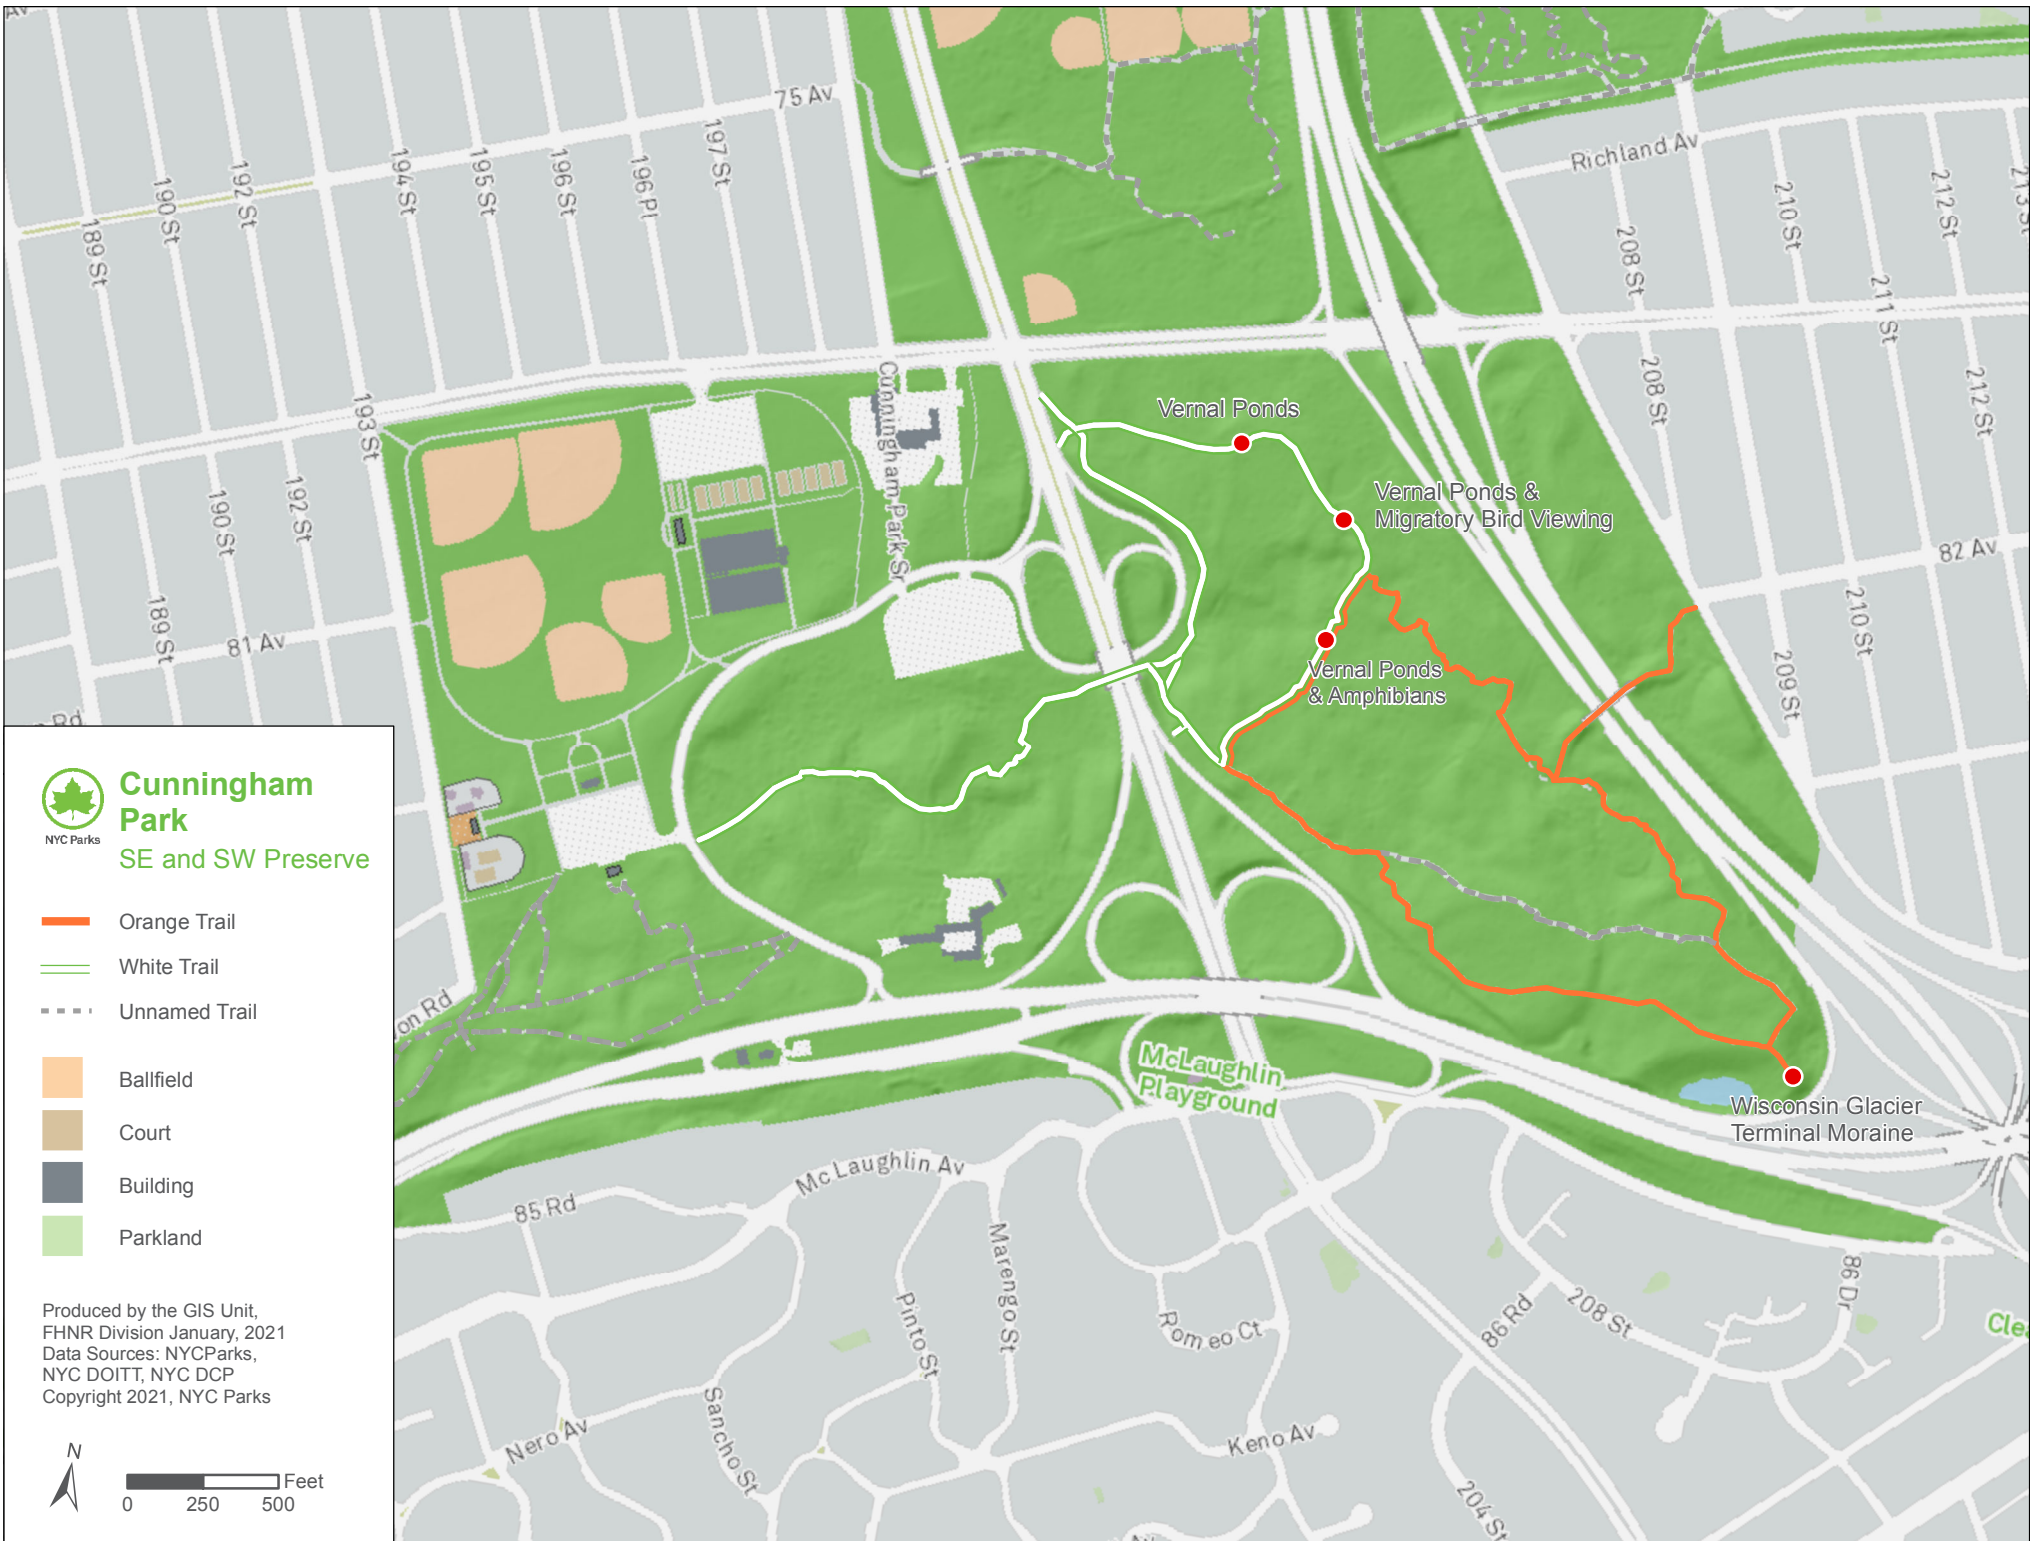 Av
75 Av
189 St
190 St
192 St
194 St
195 St
196 St
196 Pl
197 St
Richland Av
208 St
210 St
212 St
213 St
211 St
208 St
212 St
193 St
190 St
192 St
189 St
81 Av
Rd
Cunningham Park Sr
Vernal Ponds
Vernal Ponds &
Migratory Bird Viewing
Vernal Ponds
& Amphibians
82 Av
210 St
209 St
Cunningham
Park
SE and SW Preserve
NYC Parks
Orange Trail
White Trail
Unnamed Trail
Ballfield
Court
Building
Parkland
Produced by the GIS Unit,
FHNR Division January, 2021
Data Sources: NYCParks,
NYC DOITT, NYC DCP
Copyright 2021, NYC Parks
N
Feet
0 250 500
on Rd
McLaughlin
Playground
Wisconsin Glacier
Terminal Moraine
Mc Laughlin Av
85 Rd
Marengo St
Pinto St
Romeo Ct
Sancho St
Nero Av
Keno Av
86 Rd
208 St
86 Dr
204 St
Clea